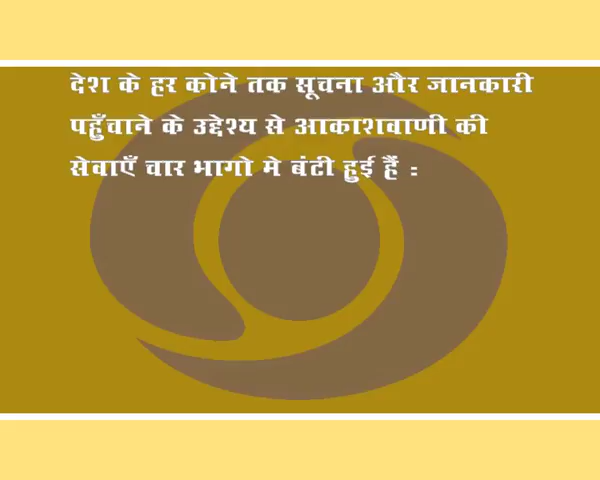 देश के हर कोने तक सूचना और जानकारी
पहुँचाने के उद्देश्य से आकाशवाणी की
सेवाएँ चार भागो मे बंटी हुई हैं :